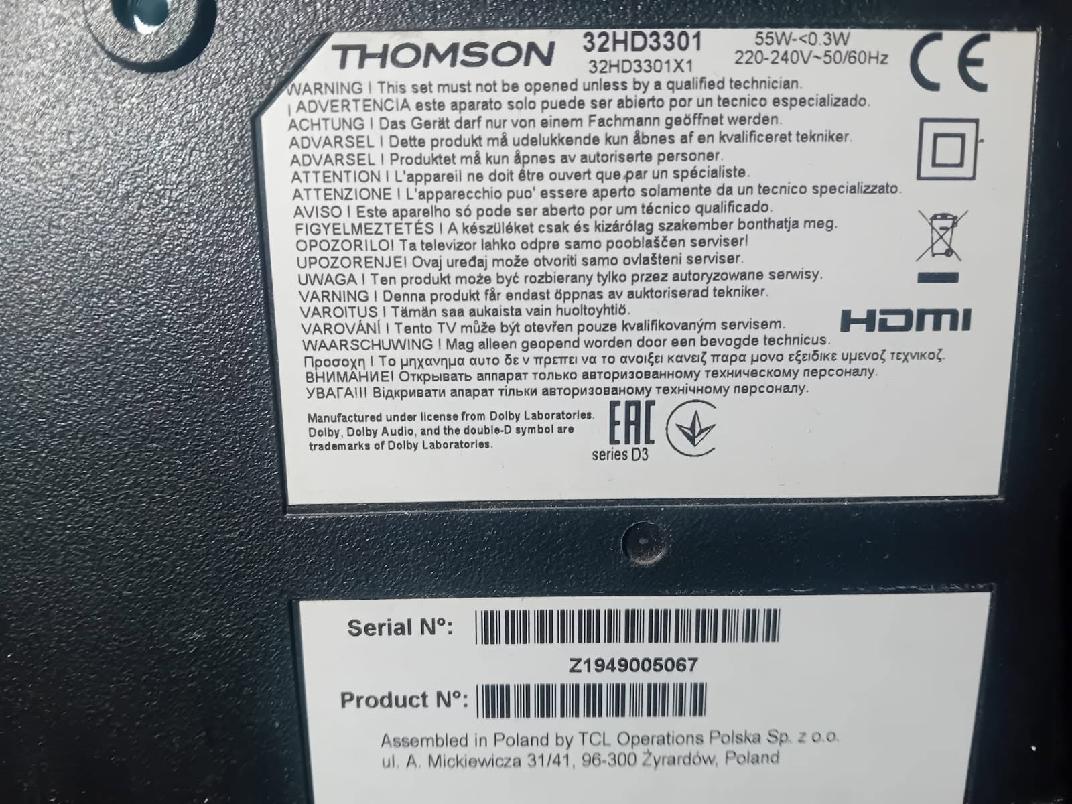 THOMSON 32HD3301 55W-<0.3W
32HD3301X1 220-240V~50/60Hz
CE
WARNING ! This set must not be opened unless by a qualified technician.
¡ ADVERTENCIA este aparato solo puede ser abierto por un tecnico especializado.
ACHTUNG ! Das Gerät darf nur von einem Fachmann geöffnet werden.
ADVARSEL ! Dette produkt må udelukkende kun åbnes af en kvalificeret tekniker.
ADVARSEL ! Produktet må kun åpnes av autoriserte personer.
ATTENTION ! L'appareil ne doit être ouvert que par un spécialiste.
ATTENZIONE ! L'apparecchio puo' essere aperto solamente da un tecnico specializzato.
AVISO ! Este aparelho só pode ser aberto por um técnico qualificado.
FIGYELMEZTETÉS ! A készüléket csak és kizárólag szakember bonthatja meg.
OPOZORILO! Ta televizor lahko odpre samo pooblaščen serviser!
UPOZORENJE! Ovaj uređaj može otvoriti samo ovlašteni serviser.
UWAGA ! Ten produkt może być rozbierany tylko przez autoryzowane serwisy.
VARNING ! Denna produkt får endast öppnas av auktoriserad tekniker.
VAROITUS ! Tämän saa aukaista vain huoltoyhtiö.
VAROVÁNÍ ! Tento TV může být otevřen pouze kvalifikovaným servisem.
WAARSCHUWING ! Mag alleen geopend worden door een bevogde technicus.
HDMI
Προσοχη ! Το μηχανημα αυτο δε ν πρεπει να το ανοιξει κανεις παρα μονο εξειδικε υμενος τεχνικος.
ВНИМАНИЕ! Открывать аппарат только авторизованному техническому персоналу.
УВАГА!!! Відкривати апарат тільки авторизованому технічному персоналу.
Manufactured under license from Dolby Laboratories.
Dolby, Dolby Audio, and the double-D symbol are
trademarks of Dolby Laboratories.
EAC
series D3
Serial Nº:
Z1949005067
Product Nº:
Assembled in Poland by TCL Operations Polska Sp. z o.o.
ul. A. Mickiewicza 31/41, 96-300 Żyrardów, Poland